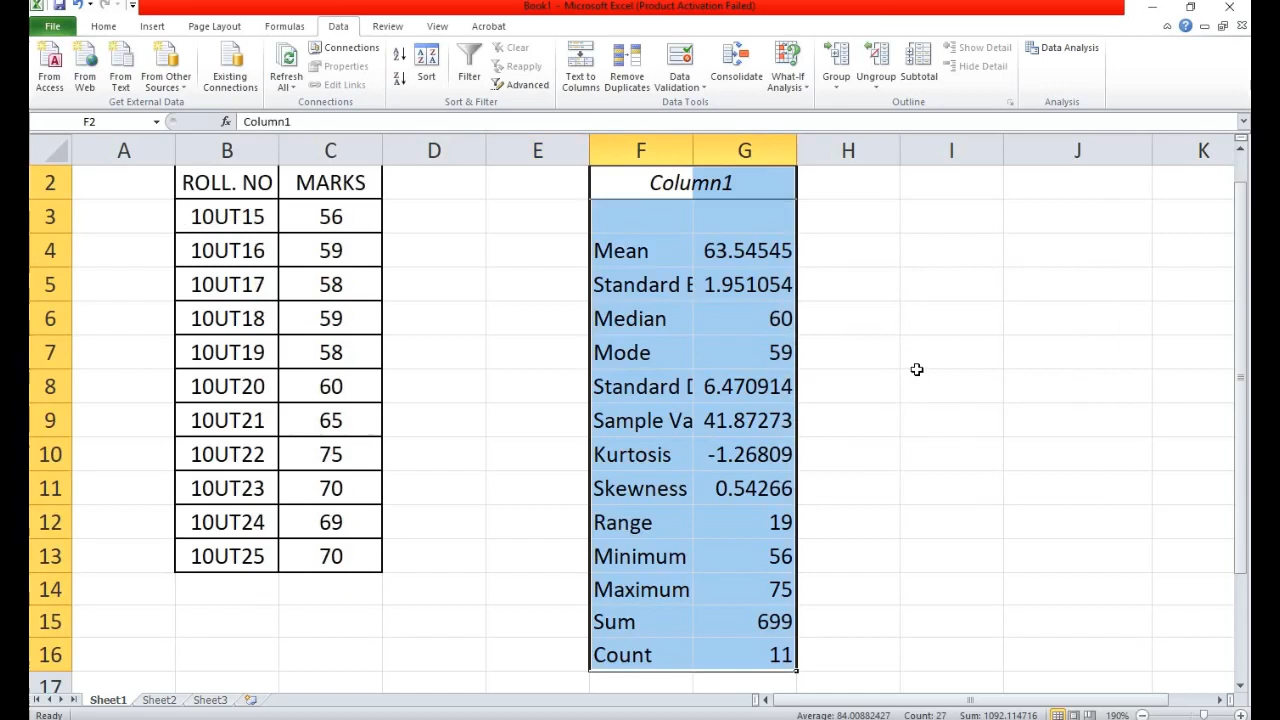 Book1 - Microsoft Excel (Product Activation Failed)
File Home Insert Page Layout Formulas Data Review View Acrobat
From Access
From Web
From Text
From Other Sources
Existing Connections
Get External Data
Refresh All
Connections
Properties
Edit Links
Connections
Sort
Filter
Clear
Reapply
Advanced
Sort & Filter
Text to Columns
Remove Duplicates
Data Validation
Consolidate
What-If Analysis
Data Tools
Group
Ungroup
Subtotal
Show Detail
Hide Detail
Outline
Data Analysis
Analysis
F2 fx Column1
A B C D E F G H I J K
2 ROLL. NO MARKS Column1
3 10UT15 56
4 10UT16 59 Mean 63.54545
5 10UT17 58 Standard E 1.951054
6 10UT18 59 Median 60
7 10UT19 58 Mode 59
8 10UT20 60 Standard D 6.470914
9 10UT21 65 Sample Va 41.87273
10 10UT22 75 Kurtosis -1.26809
11 10UT23 70 Skewness 0.54266
12 10UT24 69 Range 19
13 10UT25 70 Minimum 56
14 Maximum 75
15 Sum 699
16 Count 11
17
Sheet1 Sheet2 Sheet3
Ready Average: 84.00882427 Count: 27 Sum: 1092.114716 190%